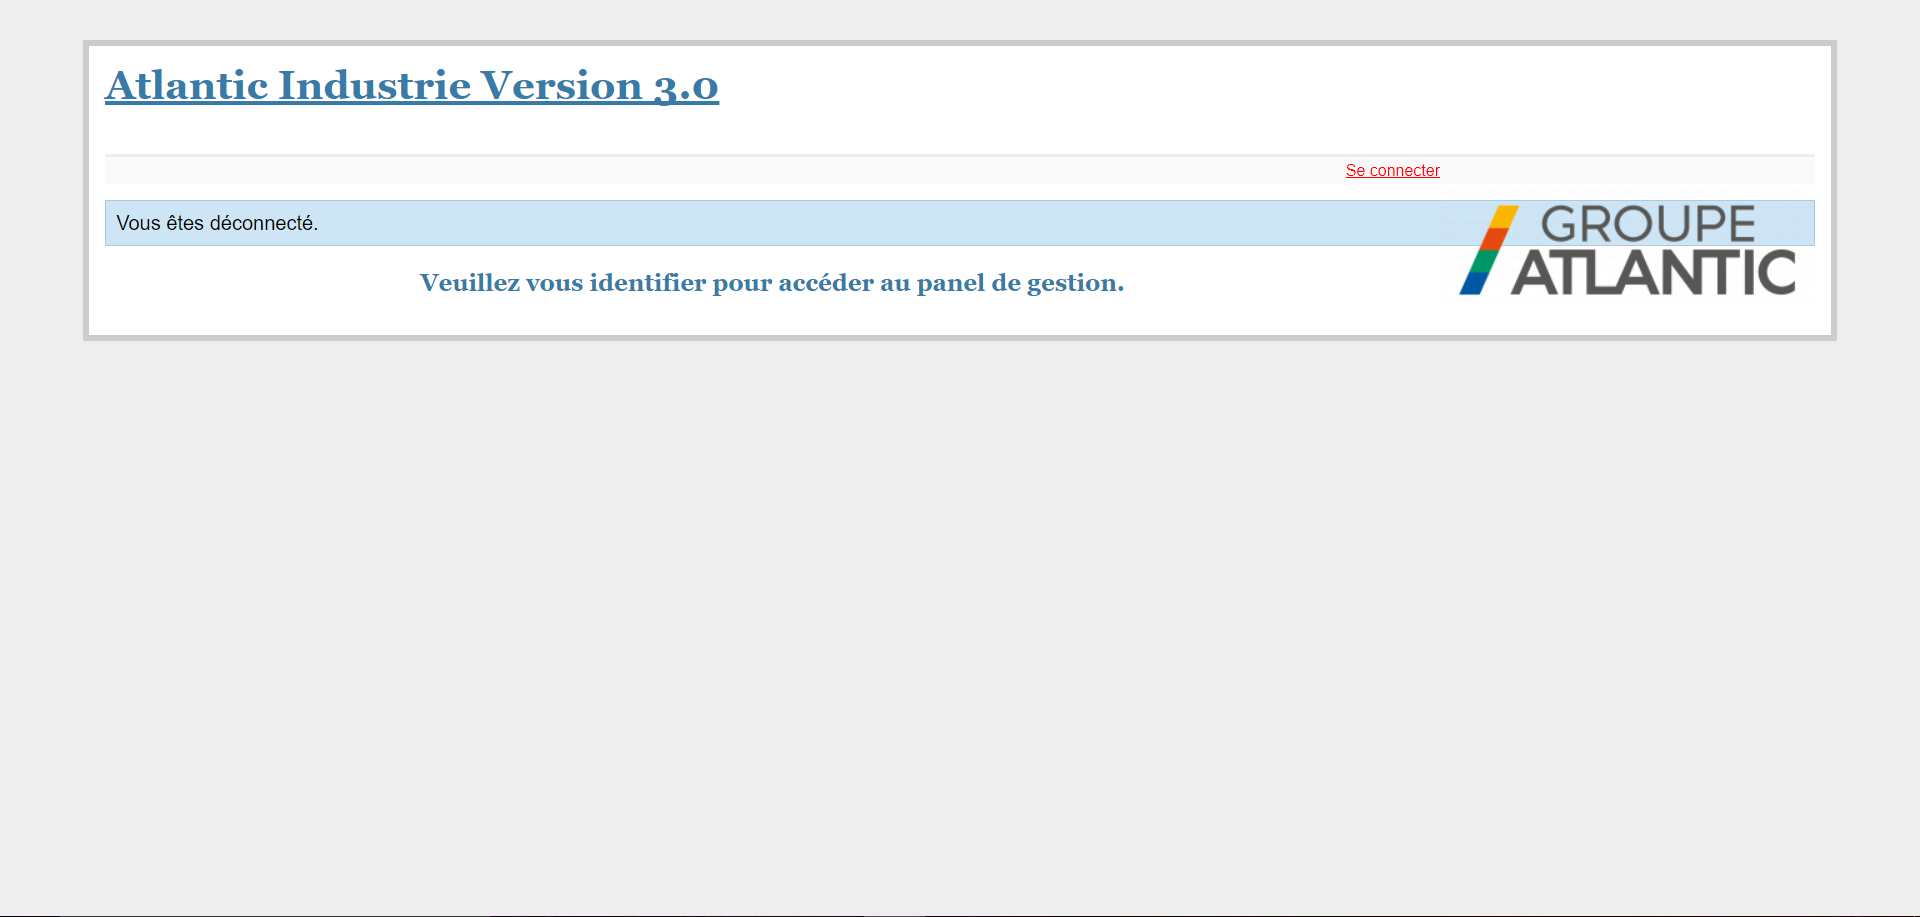 Atlantic Industrie Version 3.0
Se connecter
Vous êtes déconnecté.
GROUPE
ATLANTIC
Veuillez vous identifier pour accéder au panel de gestion.